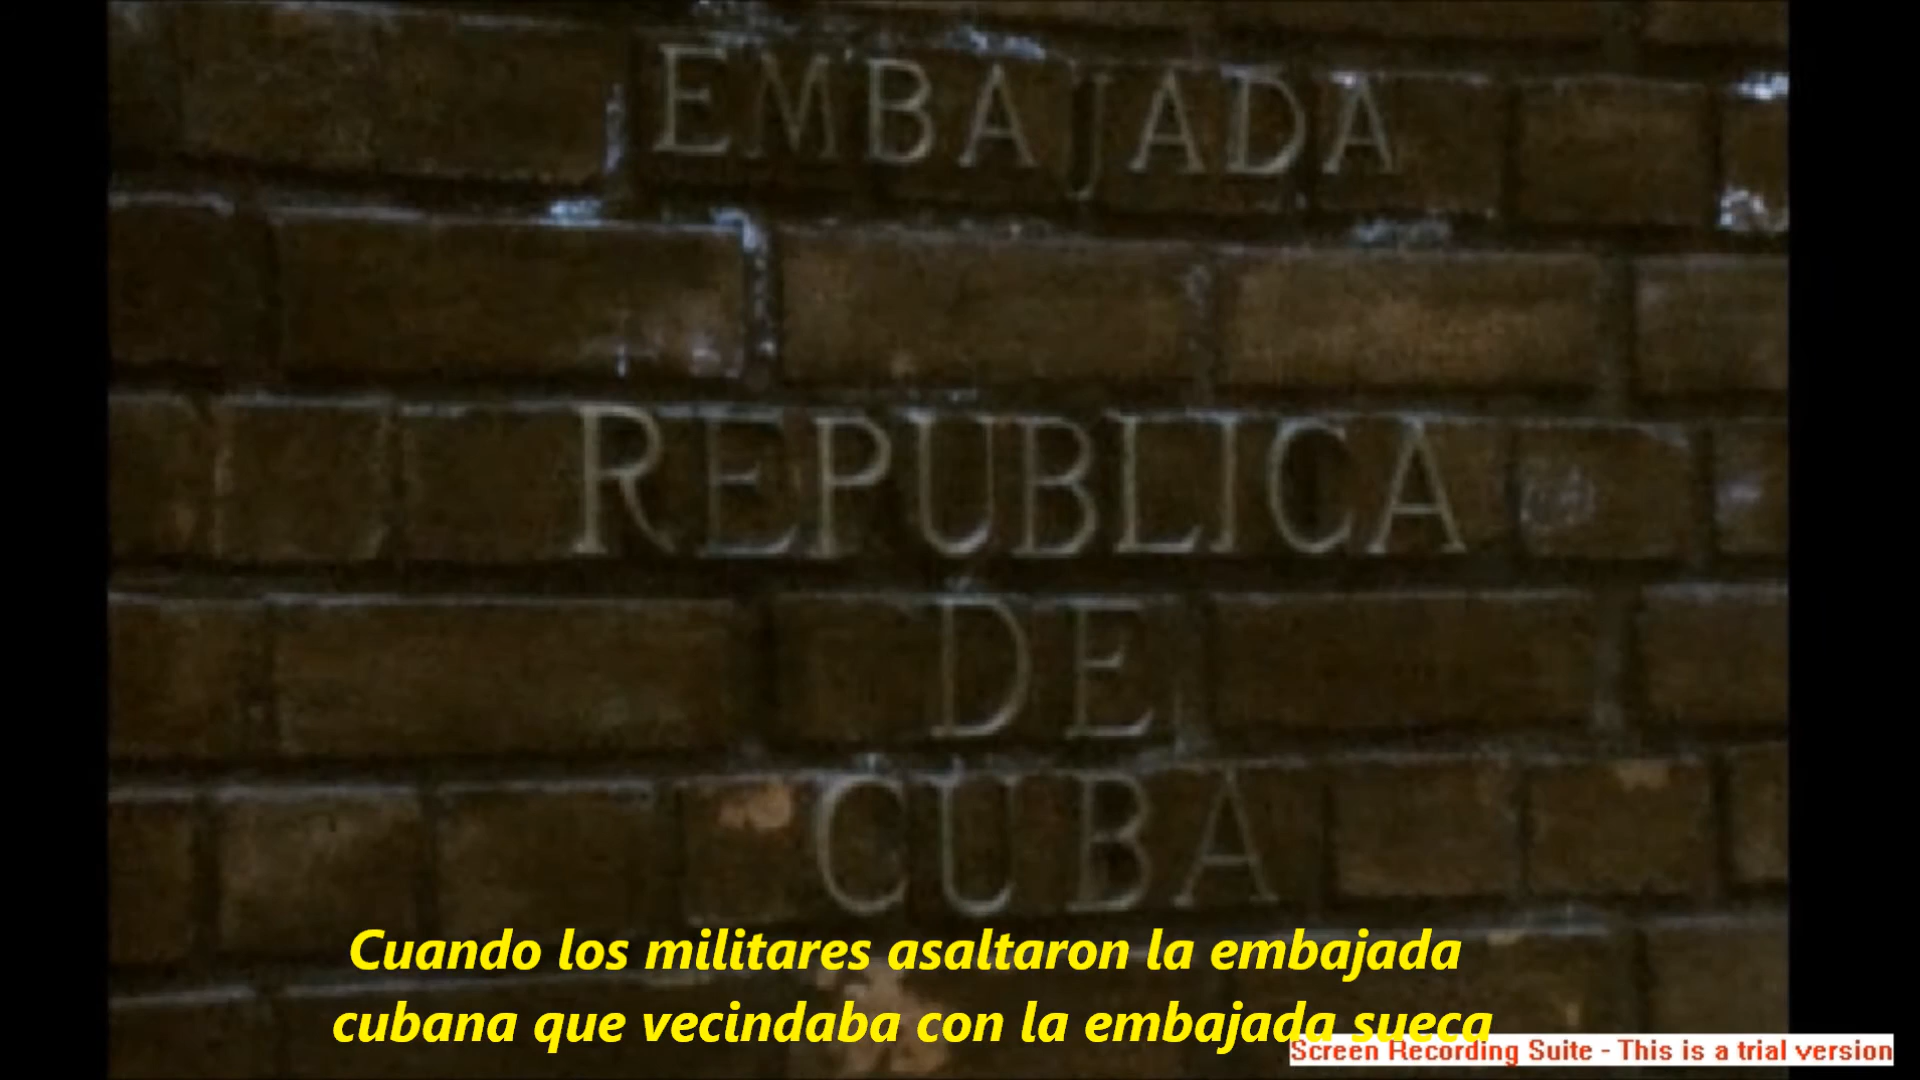 EMBAJADA
REPUBLICA
DE
CUBA
Cuando los militares asaltaron la embajada
cubana que vecindaba con la embajada sueca
Screen Recording Suite - This is a trial version